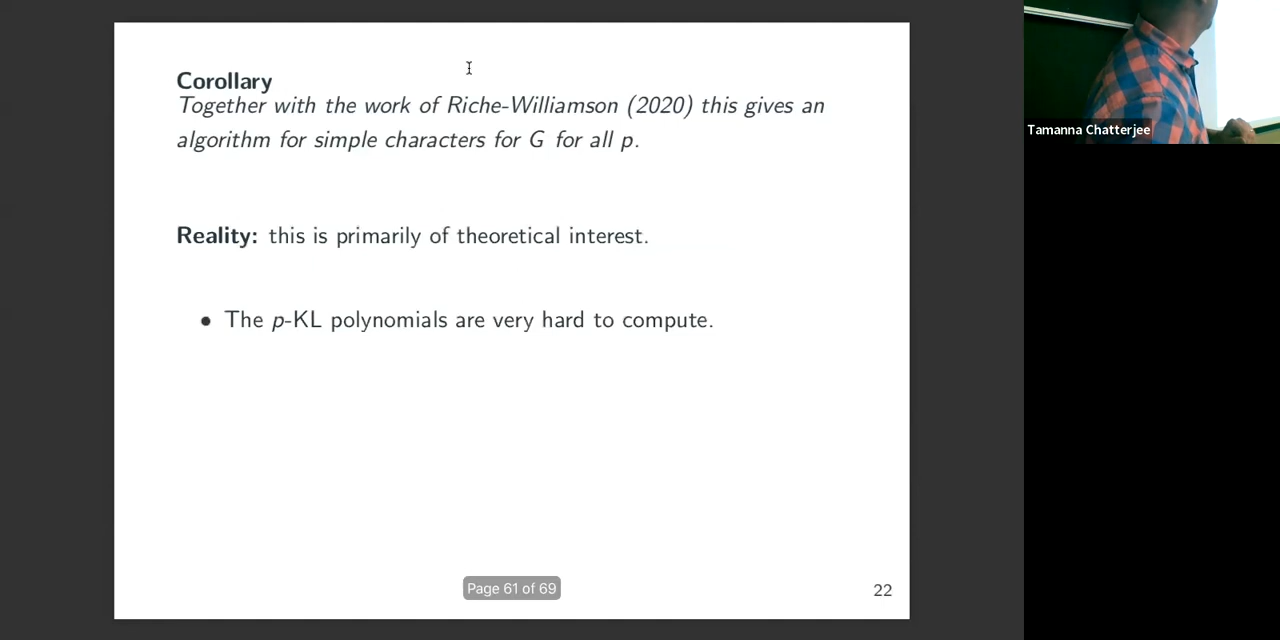 Corollary
Together with the work of Riche-Williamson (2020) this gives an
algorithm for simple characters for G for all p.
Reality: this is primarily of theoretical interest.
• The p-KL polynomials are very hard to compute.
Page 61 of 69
22
Tamanna Chatterjee